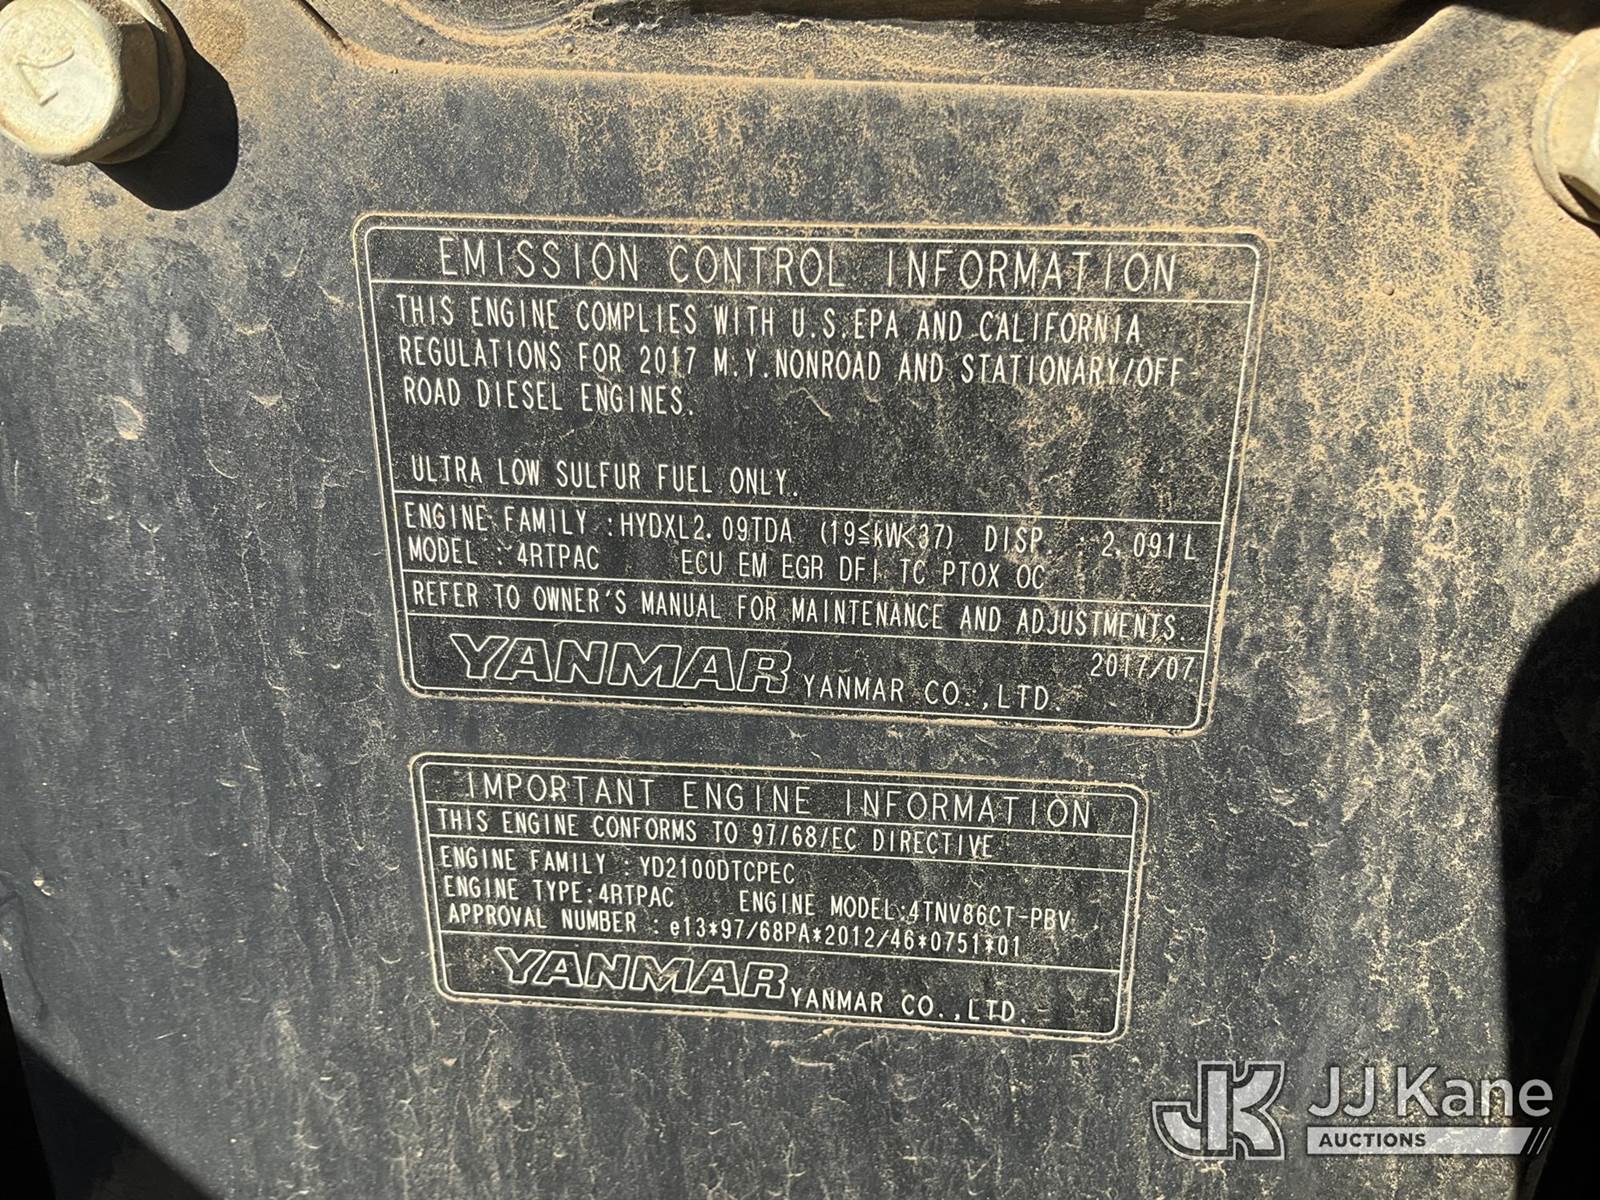 EMISSION CONTROL INFORMATION
THIS ENGINE COMPLIES WITH U.S.EPA AND CALIFORNIA
REGULATIONS FOR 2017 M.Y.NONROAD AND STATIONARY/OFF-
ROAD DIESEL ENGINES.
ULTRA LOW SULFUR FUEL ONLY.
ENGINE FAMILY :HYDXL2.09TDA (19≦kW<37) DISP. : 2.091L
MODEL : 4RTPAC ECU EM EGR DFI TC PTOX OC
REFER TO OWNER'S MANUAL FOR MAINTENANCE AND ADJUSTMENTS.
2017/07
YANMAR YANMAR CO.,LTD.
IMPORTANT ENGINE INFORMATION
THIS ENGINE CONFORMS TO 97/68/EC DIRECTIVE
ENGINE FAMILY : YD2100DTCPEC
ENGINE TYPE:4RTPAC ENGINE MODEL:4TNV86CT-PBV
APPROVAL NUMBER : e13*97/68PA*2012/46*0751*01
YANMAR YANMAR CO.,LTD.
JK JJ Kane
AUCTIONS